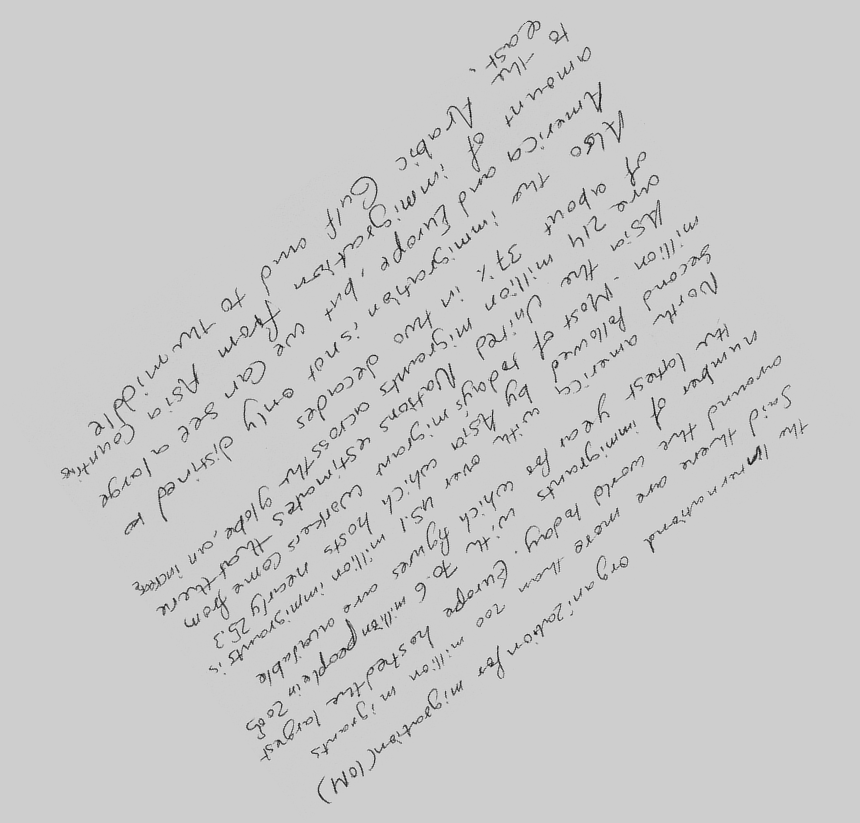 The Internationd organization for migration (IOM)
Said there are more than 200 million migrants
around the world today. Europe hosted the largest
number of immigrants with 70.6 million people in 2005
the latest year for which figures are available
North america with over 45.1 million immigrants is
Second followed by Asia which hosts nearly 25.3
million. Most of todays migrant workers come from
Asia the United Nations estimates that there
are 214 million migrants across the globe, an increase
of about 37% in two decades
Also the immigration is not only distined to
America and Europe, but we can see a large
amount of immigration from Asia Countries
to the Arabic Gulf and to the middle
east.